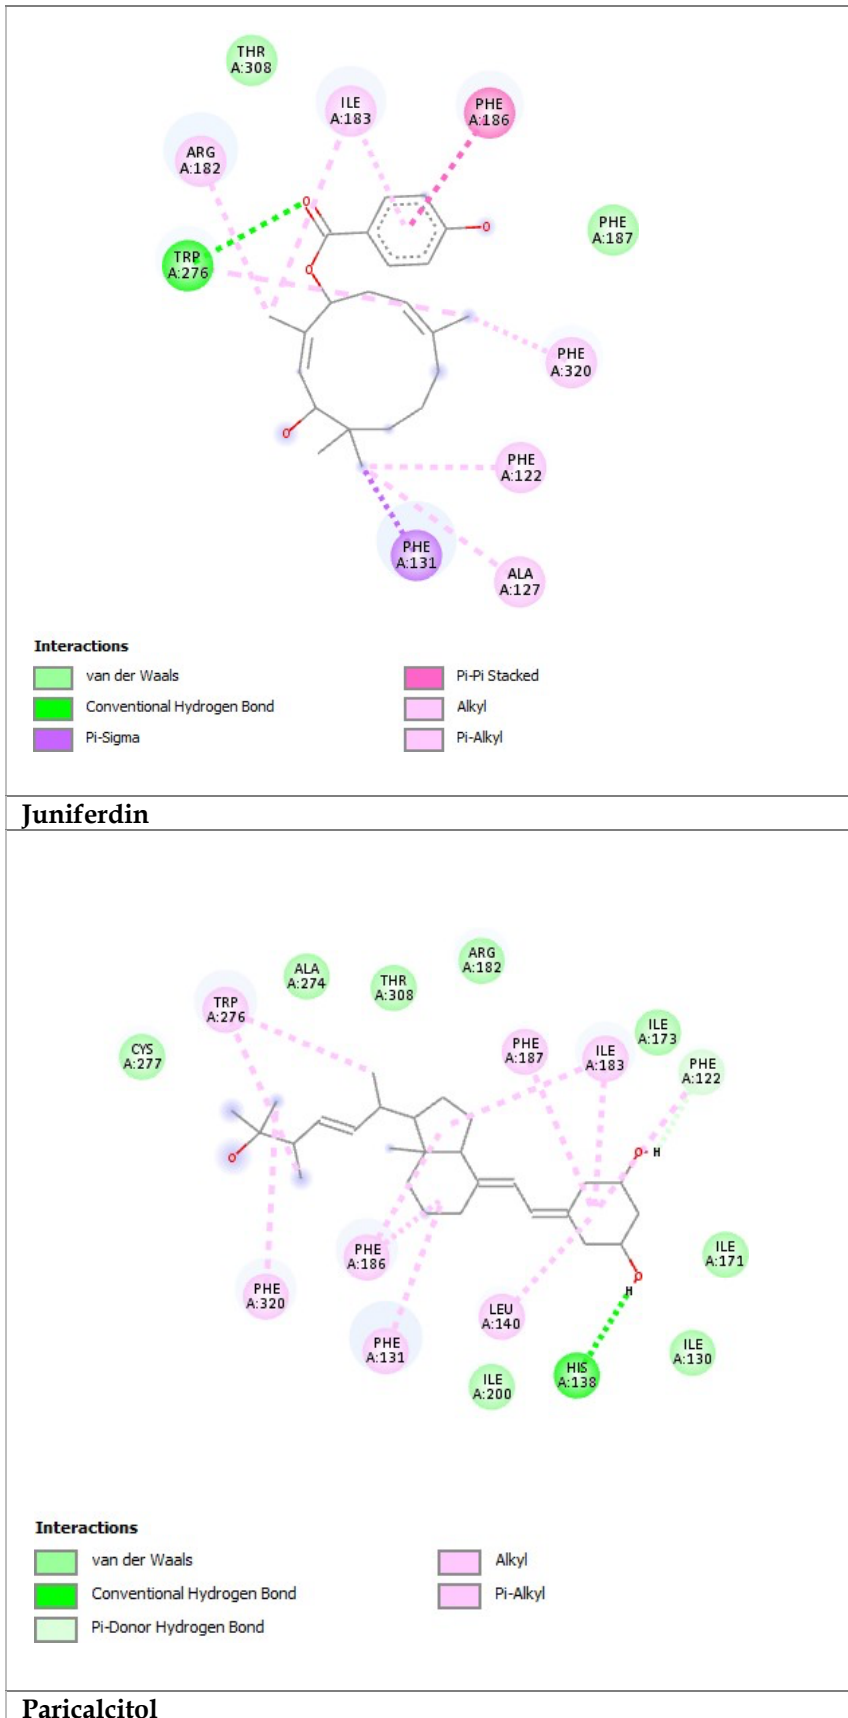 THR
A:308
ILE
A:183
PHE
A:186
ARG
A:182
O
PHE
A:187
O
TRP
A:276
O
PHE
A:320
O
PHE
A:122
PHE
A:131
ALA
A:127
Interactions
van der Waals
Conventional Hydrogen Bond
Pi-Sigma
Pi-Pi Stacked
Alkyl
Pi-Alkyl
Juniferdin
ARG
A:182
ALA
A:274
THR
A:308
TRP
A:276
CYS
A:277
PHE
A:187
ILE
A:183
ILE
A:173
PHE
A:122
O H
O
PHE
A:186
ILE
A:171
PHE
A:320
LEU
A:140
O
H
PHE
A:131
ILE
A:130
HIS
A:138
ILE
A:200
Interactions
van der Waals
Conventional Hydrogen Bond
Pi-Donor Hydrogen Bond
Alkyl
Pi-Alkyl
Paricalcitol